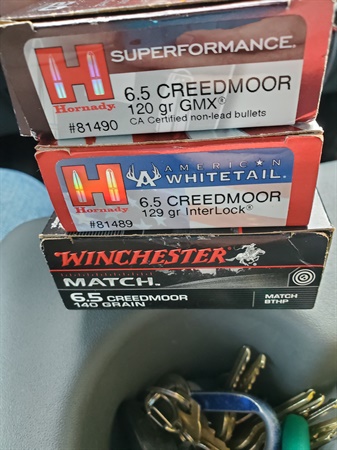 SUPERFORMANCE®
H
Hornady®
6.5 CREEDMOOR
120 gr GMX®
CA Certified non-lead bullets
#81490
AMERICAN
WHITETAIL®
H
Hornady®
6.5 CREEDMOOR
129 gr InterLock®
#81489
WINCHESTER
MATCH™
6.5 CREEDMOOR
140 GRAIN
MATCH
BTHP